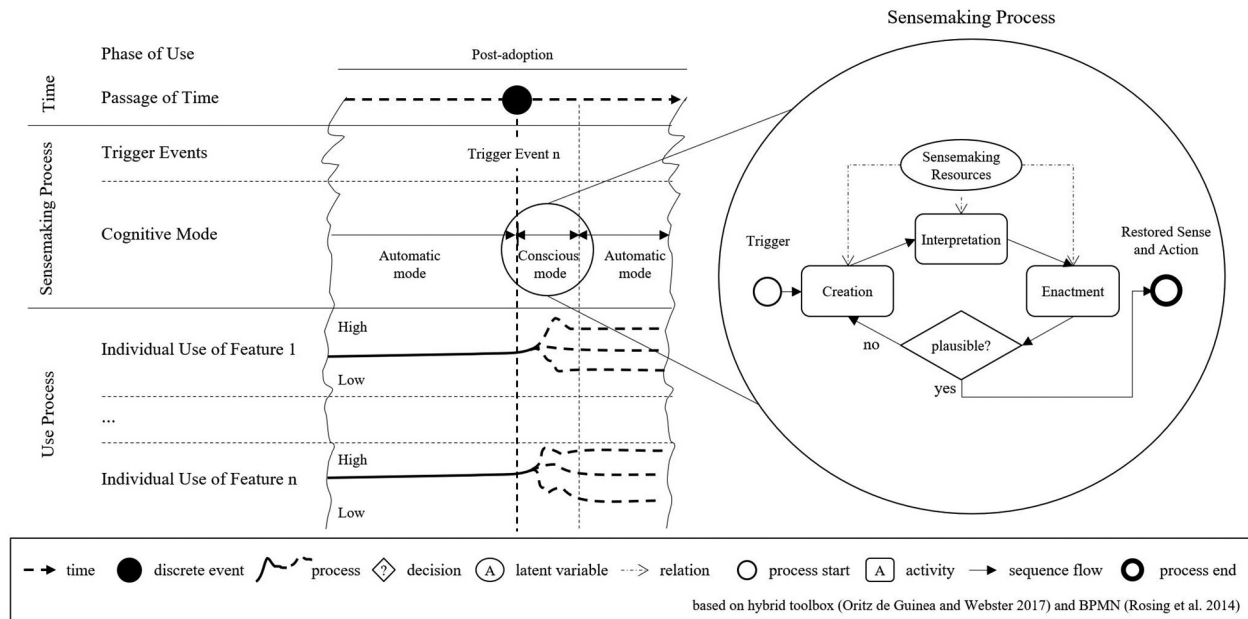 Sensemaking Process
Phase of Use
Post-adoption
Time
Passage of Time
Sensemaking Process
Trigger Events
Trigger Event n
Cognitive Mode
Automatic
mode
Conscious
mode
Automatic
mode
Use Process
Individual Use of Feature 1
High
Low
...
Individual Use of Feature n
High
Low
Sensemaking
Resources
Trigger
Interpretation
Restored Sense
and Action
Creation
Enactment
plausible?
no
yes
time
discrete event
process
? decision
A latent variable
relation
process start
A activity
sequence flow
process end
based on hybrid toolbox (Oritz de Guinea and Webster 2017) and BPMN (Rosing et al. 2014)